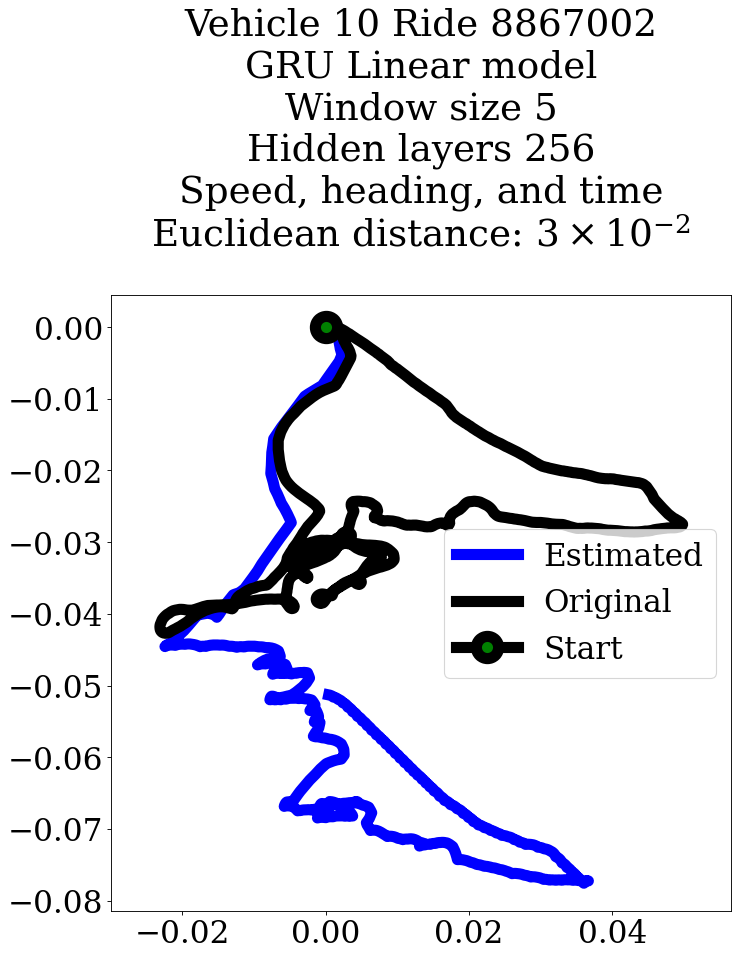 Vehicle 10 Ride 8867002
GRU Linear model
Window size 5
Hidden layers 256
Speed, heading, and time
Euclidean distance: 3 × 10⁻²
0.00
−0.01
−0.02
−0.03
−0.04
−0.05
−0.06
−0.07
−0.08
Estimated
Original
Start
−0.02 0.00 0.02 0.04